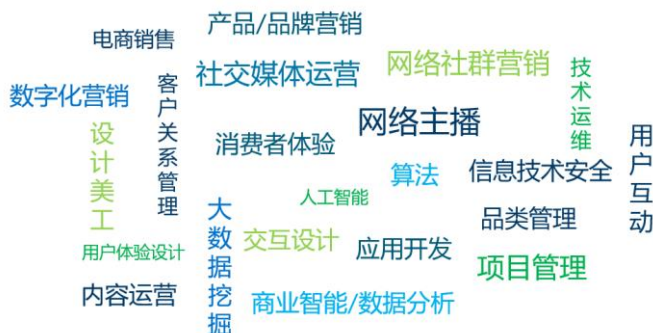 产品/品牌营销
电商销售
社交媒体运营
网络社群营销
技术运维
数字化营销
客户关系管理
网络主播
设计美工
消费者体验
用户互动
算法
信息技术安全
人工智能
大数据挖掘
交互设计
应用开发
品类管理
用户体验设计
项目管理
内容运营
商业智能/数据分析